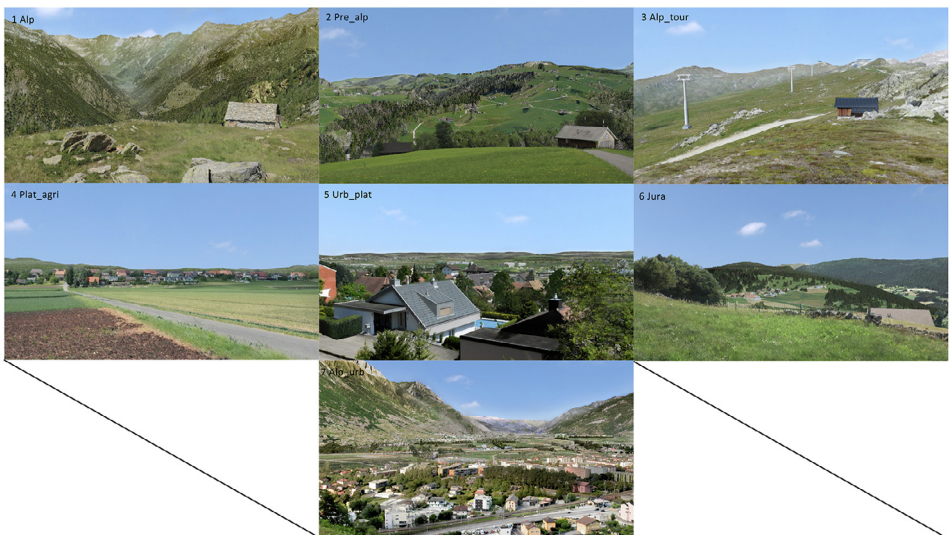 1 Alp
2 Pre_alp
3 Alp_tour
4 Plat_agri
5 Urb_plat
6 Jura
7 Alp_urb